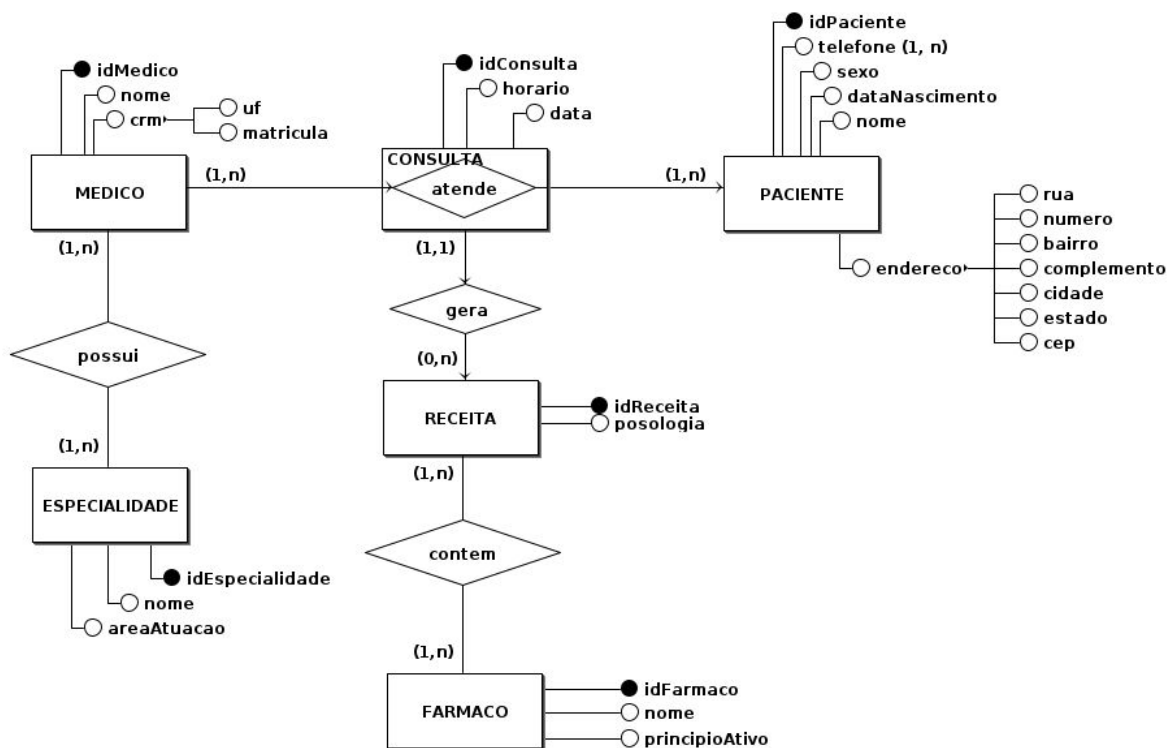 idPaciente
telefone (1, n)
sexo
dataNascimento
nome
idMedico
nome
crm
uf
matricula
idConsulta
horario
data
MEDICO
(1,n)
CONSULTA
atende
(1,n)
PACIENTE
rua
numero
bairro
complemento
cidade
estado
cep
endereco
(1,n)
possui
(1,n)
(1,1)
gera
(0,n)
RECEITA
idReceita
posologia
ESPECIALIDADE
idEspecialidade
nome
areaAtuacao
(1,n)
contem
(1,n)
FARMACO
idFarmaco
nome
principioAtivo